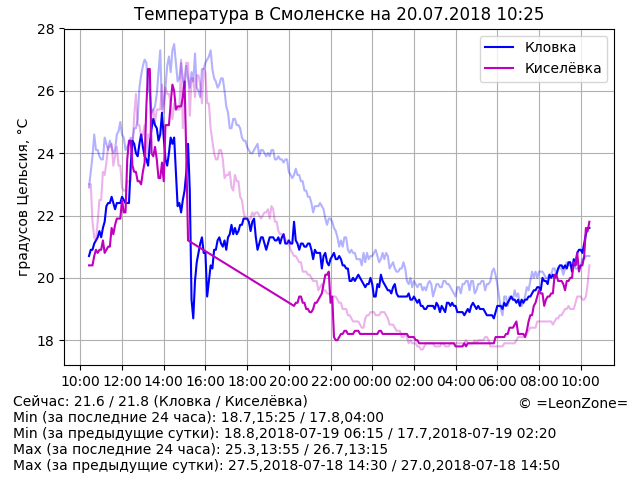 Температура в Смоленске на 20.07.2018 10:25
Кловка
Киселёвка
градусов Цельсия, °C
28
26
24
22
20
18
10:00 12:00 14:00 16:00 18:00 20:00 22:00 00:00 02:00 04:00 06:00 08:00 10:00
Сейчас: 21.6 / 21.8 (Кловка / Киселёвка)
© =LeonZone=
Min (за последние 24 часа): 18.7,15:25 / 17.8,04:00
Min (за предыдущие сутки): 18.8,2018-07-19 06:15 / 17.7,2018-07-19 02:20
Max (за последние 24 часа): 25.3,13:55 / 26.7,13:15
Max (за предыдущие сутки): 27.5,2018-07-18 14:30 / 27.0,2018-07-18 14:50